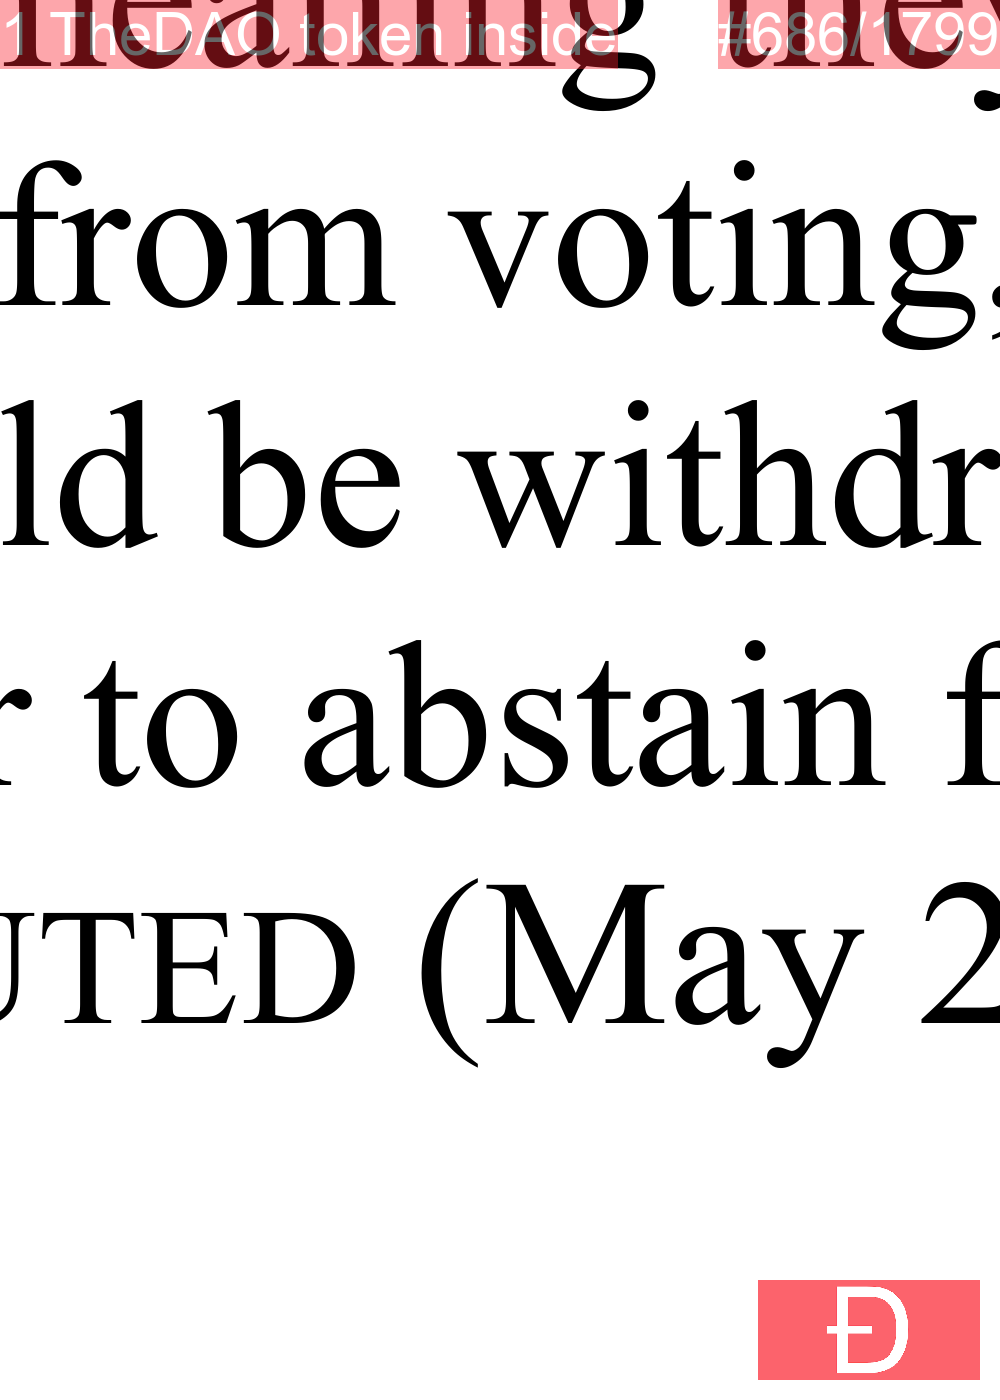 1 TheDAO token inside #686/1799
from voting,
ld be withdr
r to abstain f
UTED (May 2
Đ